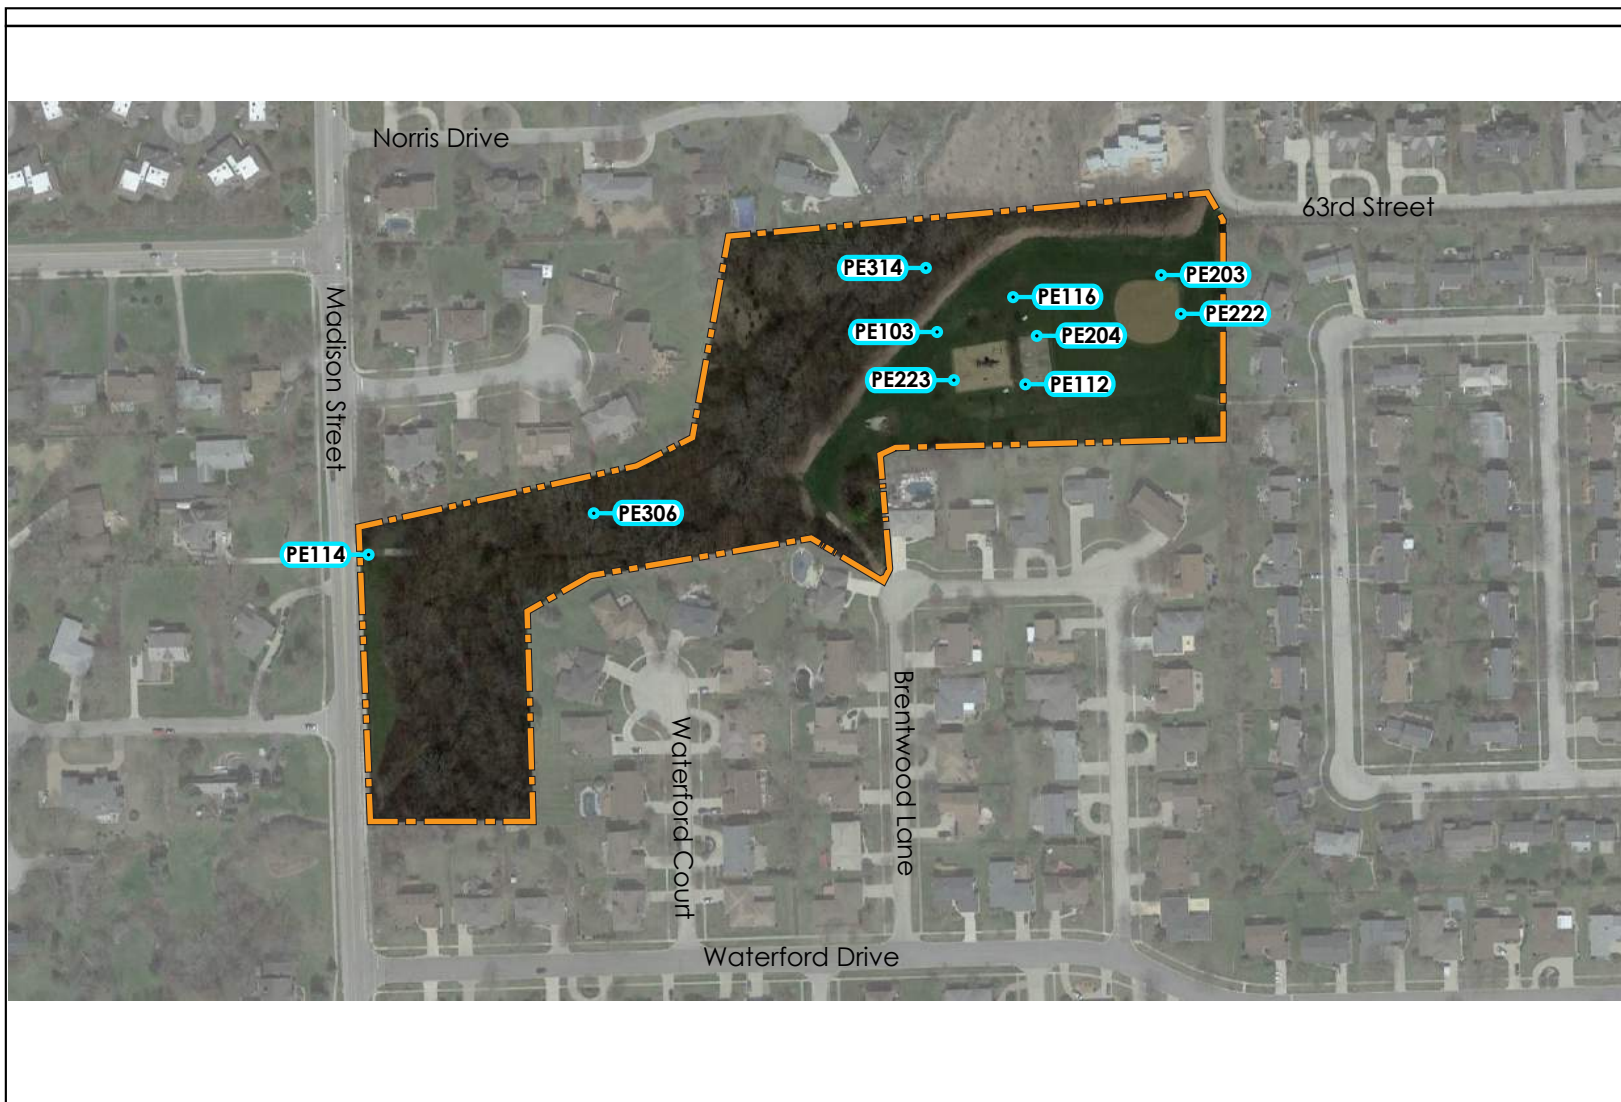 Norris Drive
63rd Street
PE314
PE203
PE116
PE222
PE103
PE204
PE223
PE112
Madison Street
PE306
PE114
Brentwood Lane
Waterford Court
Waterford Drive